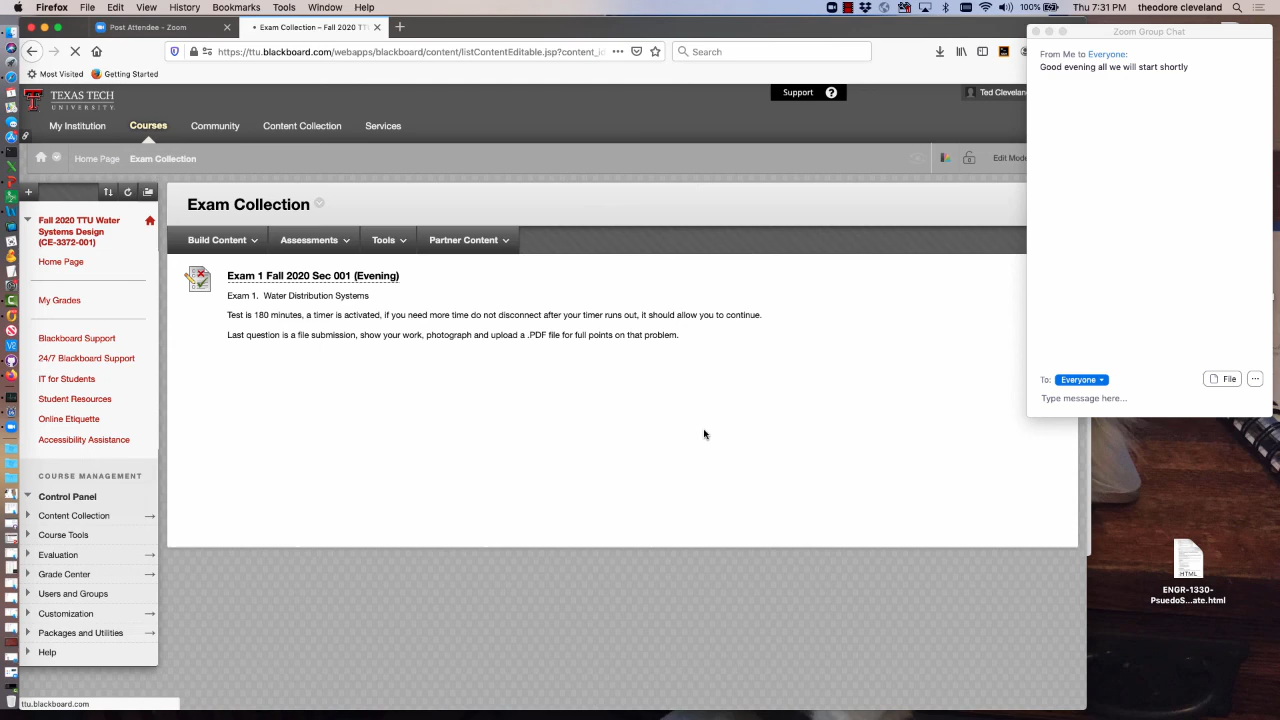 Firefox File Edit View History Bookmarks Tools Window Help
100% Thu 7:31 PM theodore cleveland
Post Attendee - Zoom
Exam Collection – Fall 2020 TT
https://ttu.blackboard.com/webapps/blackboard/content/listContentEditable.jsp?content_i
Search
Most Visited Getting Started
TEXAS TECH
UNIVERSITY.
Support
Ted Cleveland
My Institution Courses Community Content Collection Services
Home Page Exam Collection
Edit Mode
Fall 2020 TTU Water
Systems Design
(CE-3372-001)
Home Page
My Grades
Blackboard Support
24/7 Blackboard Support
IT for Students
Student Resources
Online Etiquette
Accessibility Assistance
COURSE MANAGEMENT
Control Panel
Content Collection
Course Tools
Evaluation
Grade Center
Users and Groups
Customization
Packages and Utilities
Help
Exam Collection
Build Content Assessments Tools Partner Content
Exam 1 Fall 2020 Sec 001 (Evening)
Exam 1. Water Distribution Systems
Test is 180 minutes, a timer is activated, if you need more time do not disconnect after your timer runs out, it should allow you to continue.
Last question is a file submission, show your work, photograph and upload a .PDF file for full points on that problem.
Zoom Group Chat
From Me to Everyone:
Good evening all we will start shortly
To: Everyone
File
Type message here...
HTML
ENGR-1330-
PsuedoS...ate.html
ttu.blackboard.com